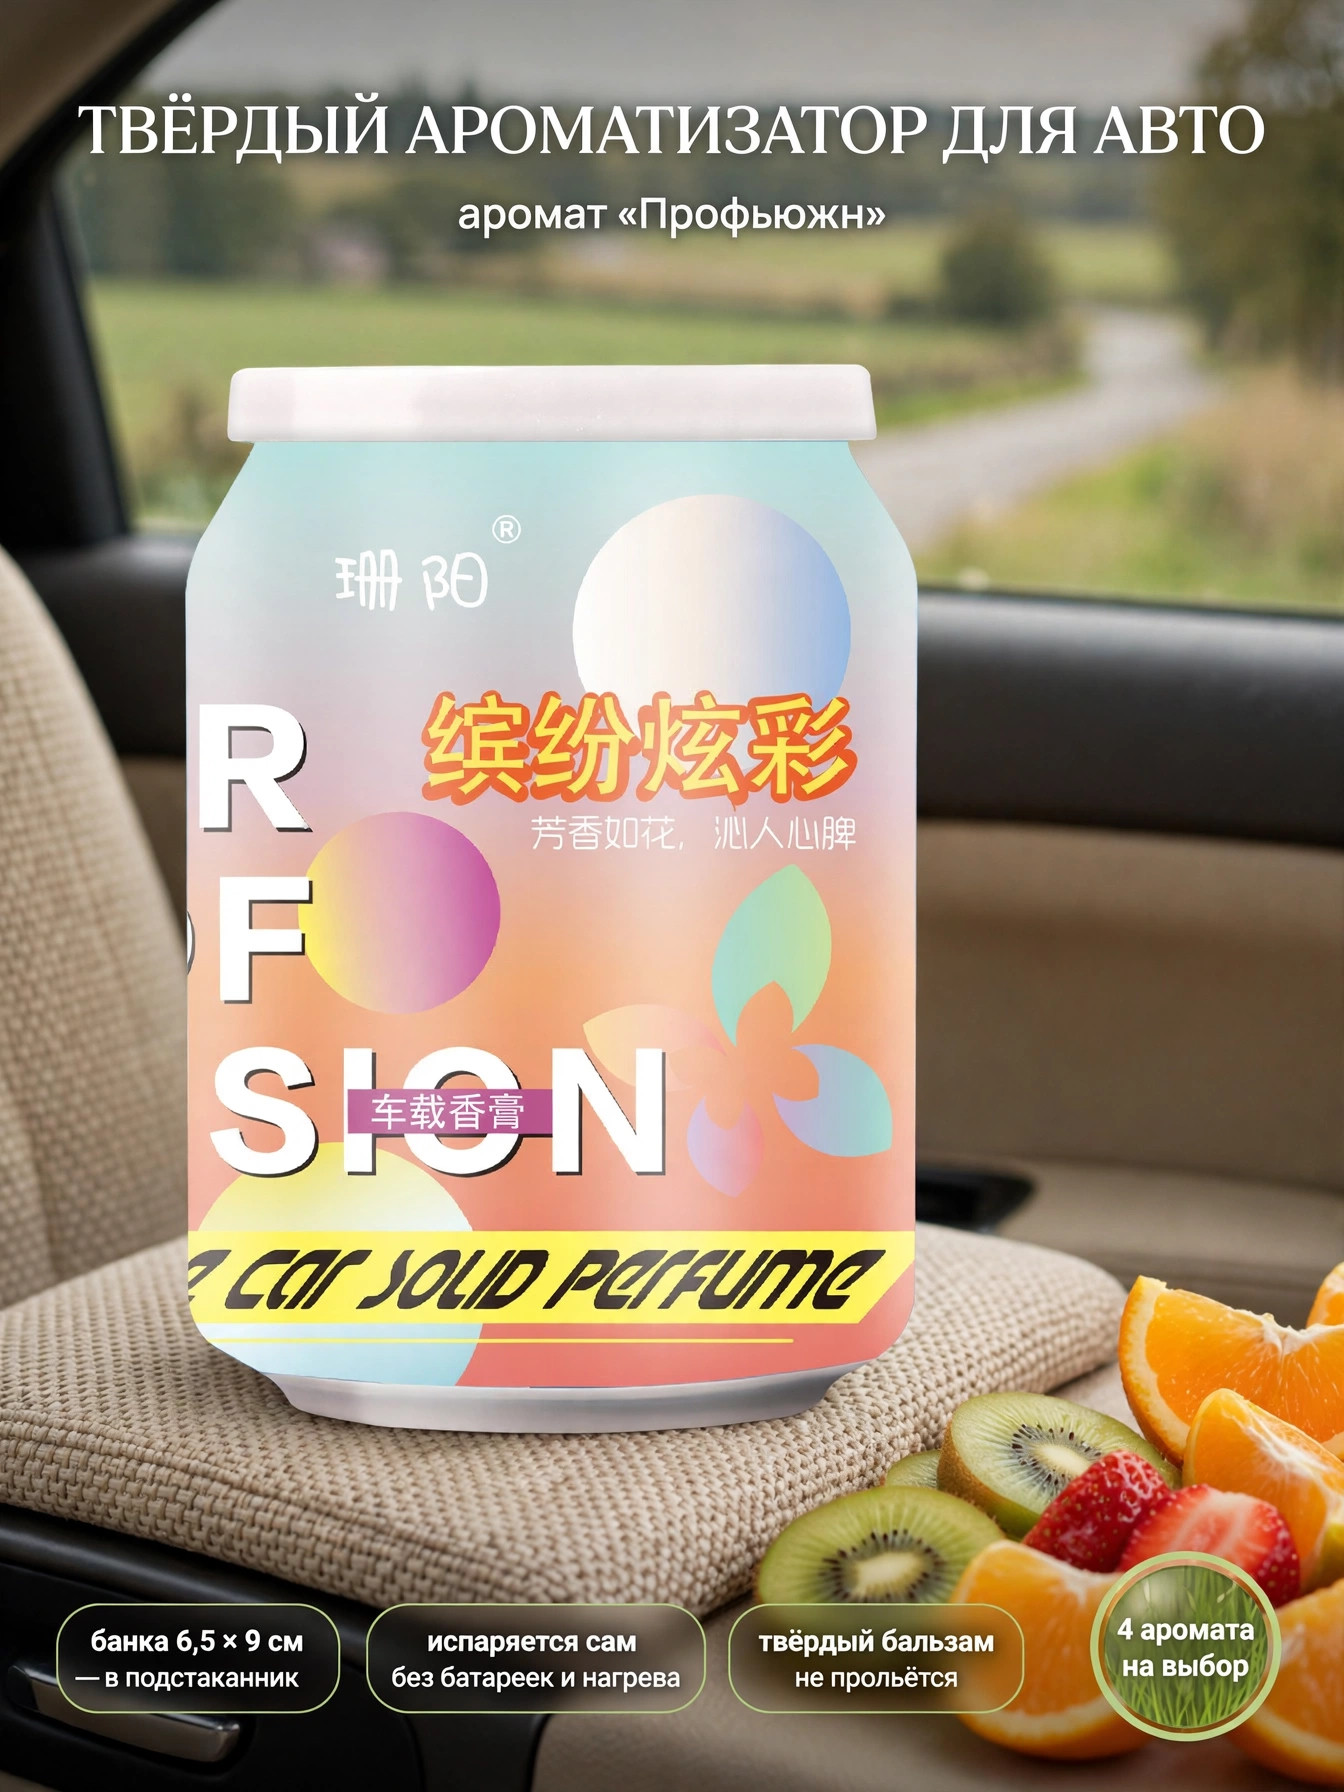 ТВЁРДЫЙ АРОМАТИЗАТОР ДЛЯ АВТО
аромат «Профьюжн»
珊阳®
缤纷炫彩
芳香如花, 沁人心脾
R
F
SION
车载香膏
CAR SOLID PERFUME
банка 6,5 × 9 см
— в подстаканник
испаряется сам
без батареек и нагрева
твёрдый бальзам
не прольётся
4 аромата
на выбор